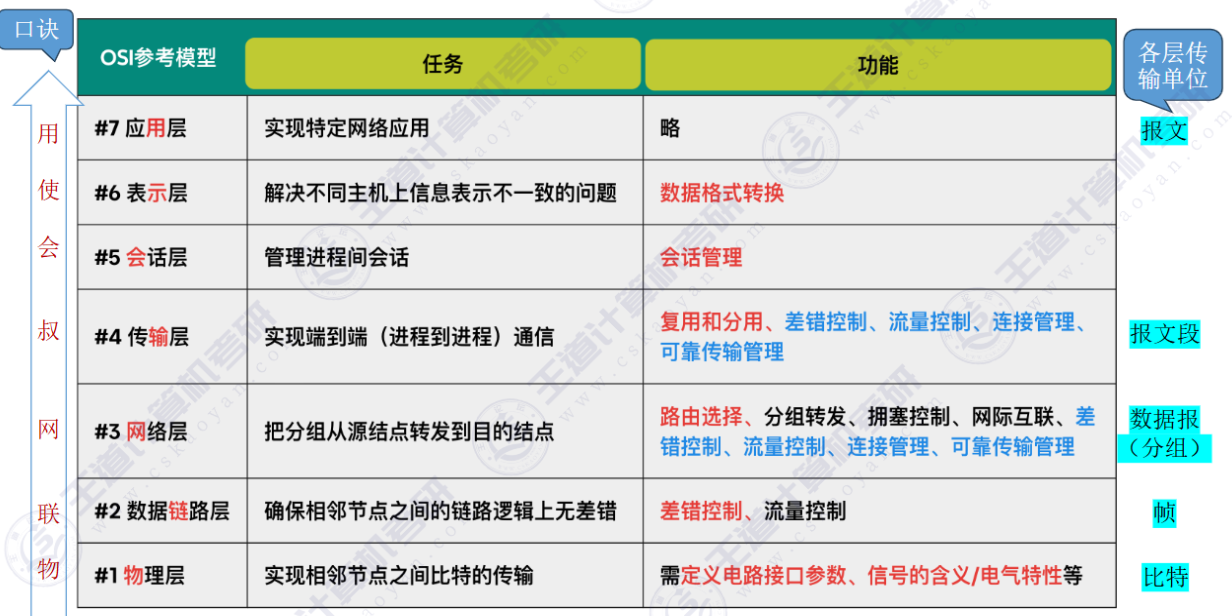 口诀
OSI参考模型
任务
功能
各层传
输单位
用
#7 应用层
实现特定网络应用
略
报文
使
#6 表示层
解决不同主机上信息表示不一致的问题
数据格式转换
会
#5 会话层
管理进程间会话
会话管理
叔
#4 传输层
实现端到端（进程到进程）通信
复用和分用、差错控制、流量控制、连接管理、
可靠传输管理
报文段
网
#3 网络层
把分组从源结点转发到目的结点
路由选择、分组转发、拥塞控制、网际互联、差
错控制、流量控制、连接管理、可靠传输管理
数据报
（分组）
联
#2 数据链路层
确保相邻节点之间的链路逻辑上无差错
差错控制、流量控制
帧
物
#1 物理层
实现相邻节点之间比特的传输
需定义电路接口参数、信号的含义/电气特性等
比特
王道计算机考研
www.cskaoyan.com